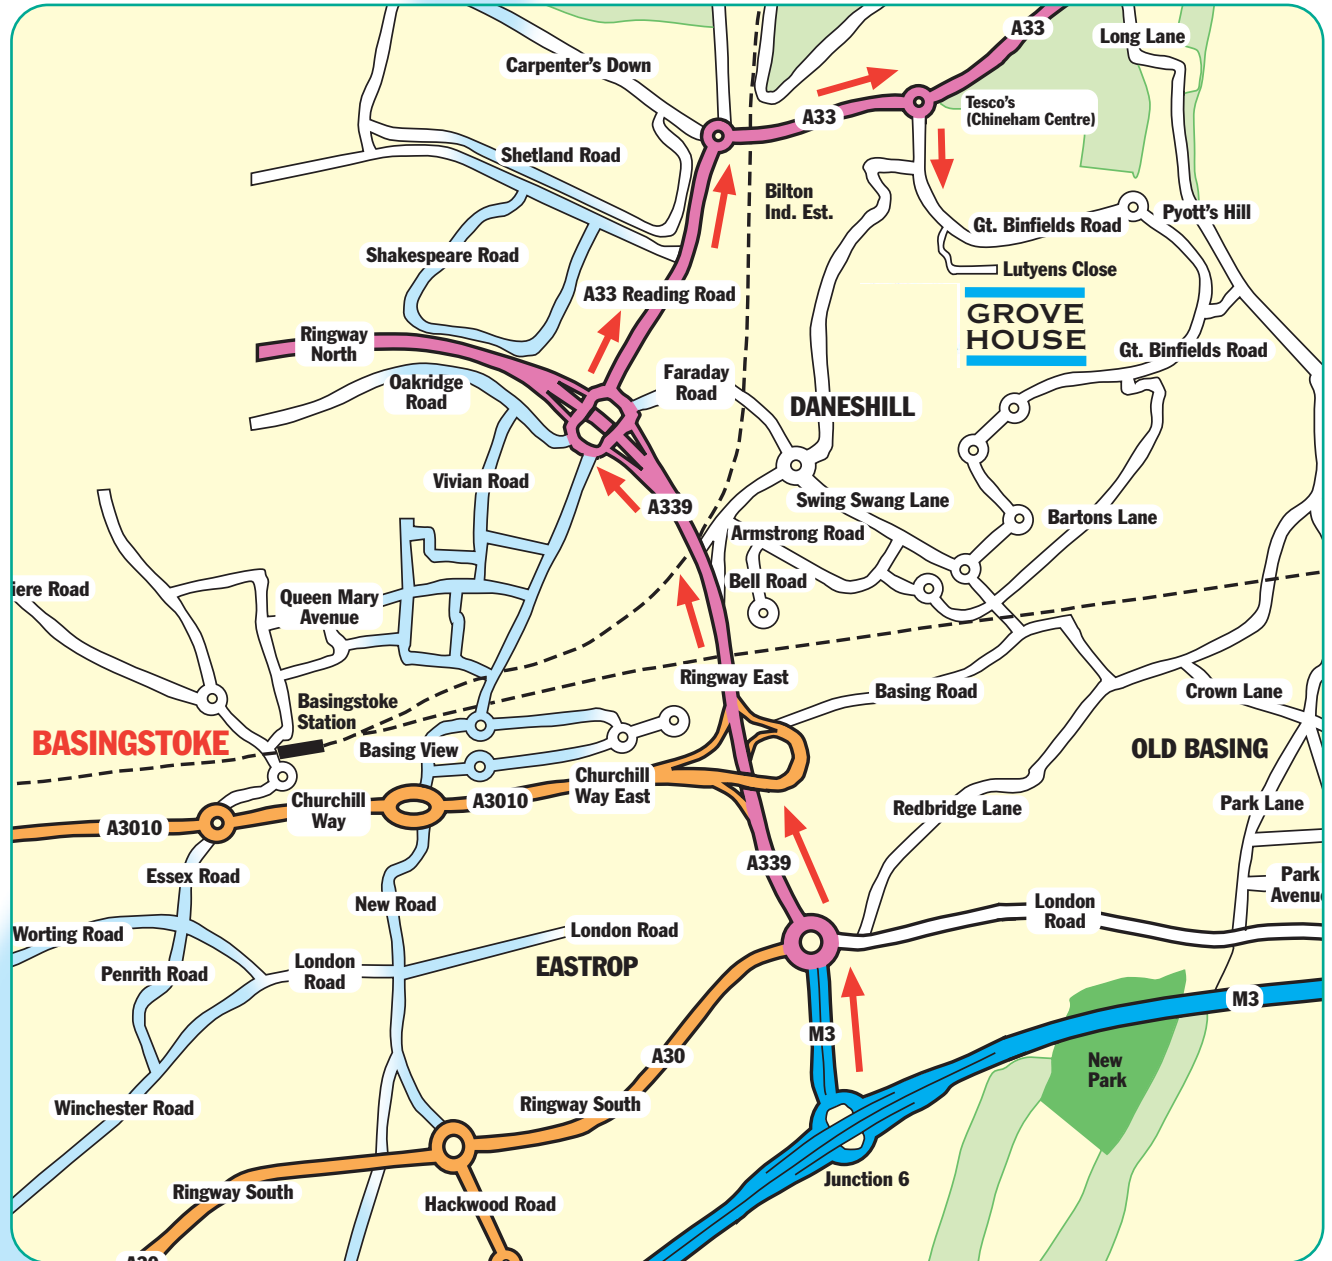 A33
Long Lane
Carpenter's Down
Tesco's
(Chineham Centre)
A33
Shetland Road
Bilton
Ind. Est.
Pyott's Hill
Gt. Binfields Road
Shakespeare Road
Lutyens Close
A33 Reading Road
GROVE
HOUSE
Ringway
North
Gt. Binfields Road
Faraday
Road
Oakridge
Road
DANESHILL
Vivian Road
A339
Swing Swang Lane
Bartons Lane
Armstrong Road
Bell Road
iere Road
Queen Mary
Avenue
Ringway East
Basing Road
Crown Lane
Basingstoke
Station
BASINGSTOKE
Basing View
OLD BASING
Churchill
Way East
Churchill
Way
A3010
A3010
Redbridge Lane
Park Lane
A339
Essex Road
Park
Avenu
New Road
London
Road
Worting Road
London Road
EASTROP
Penrith Road
London
Road
M3
M3
A30
New
Park
Winchester Road
Ringway South
Junction 6
Ringway South
Hackwood Road